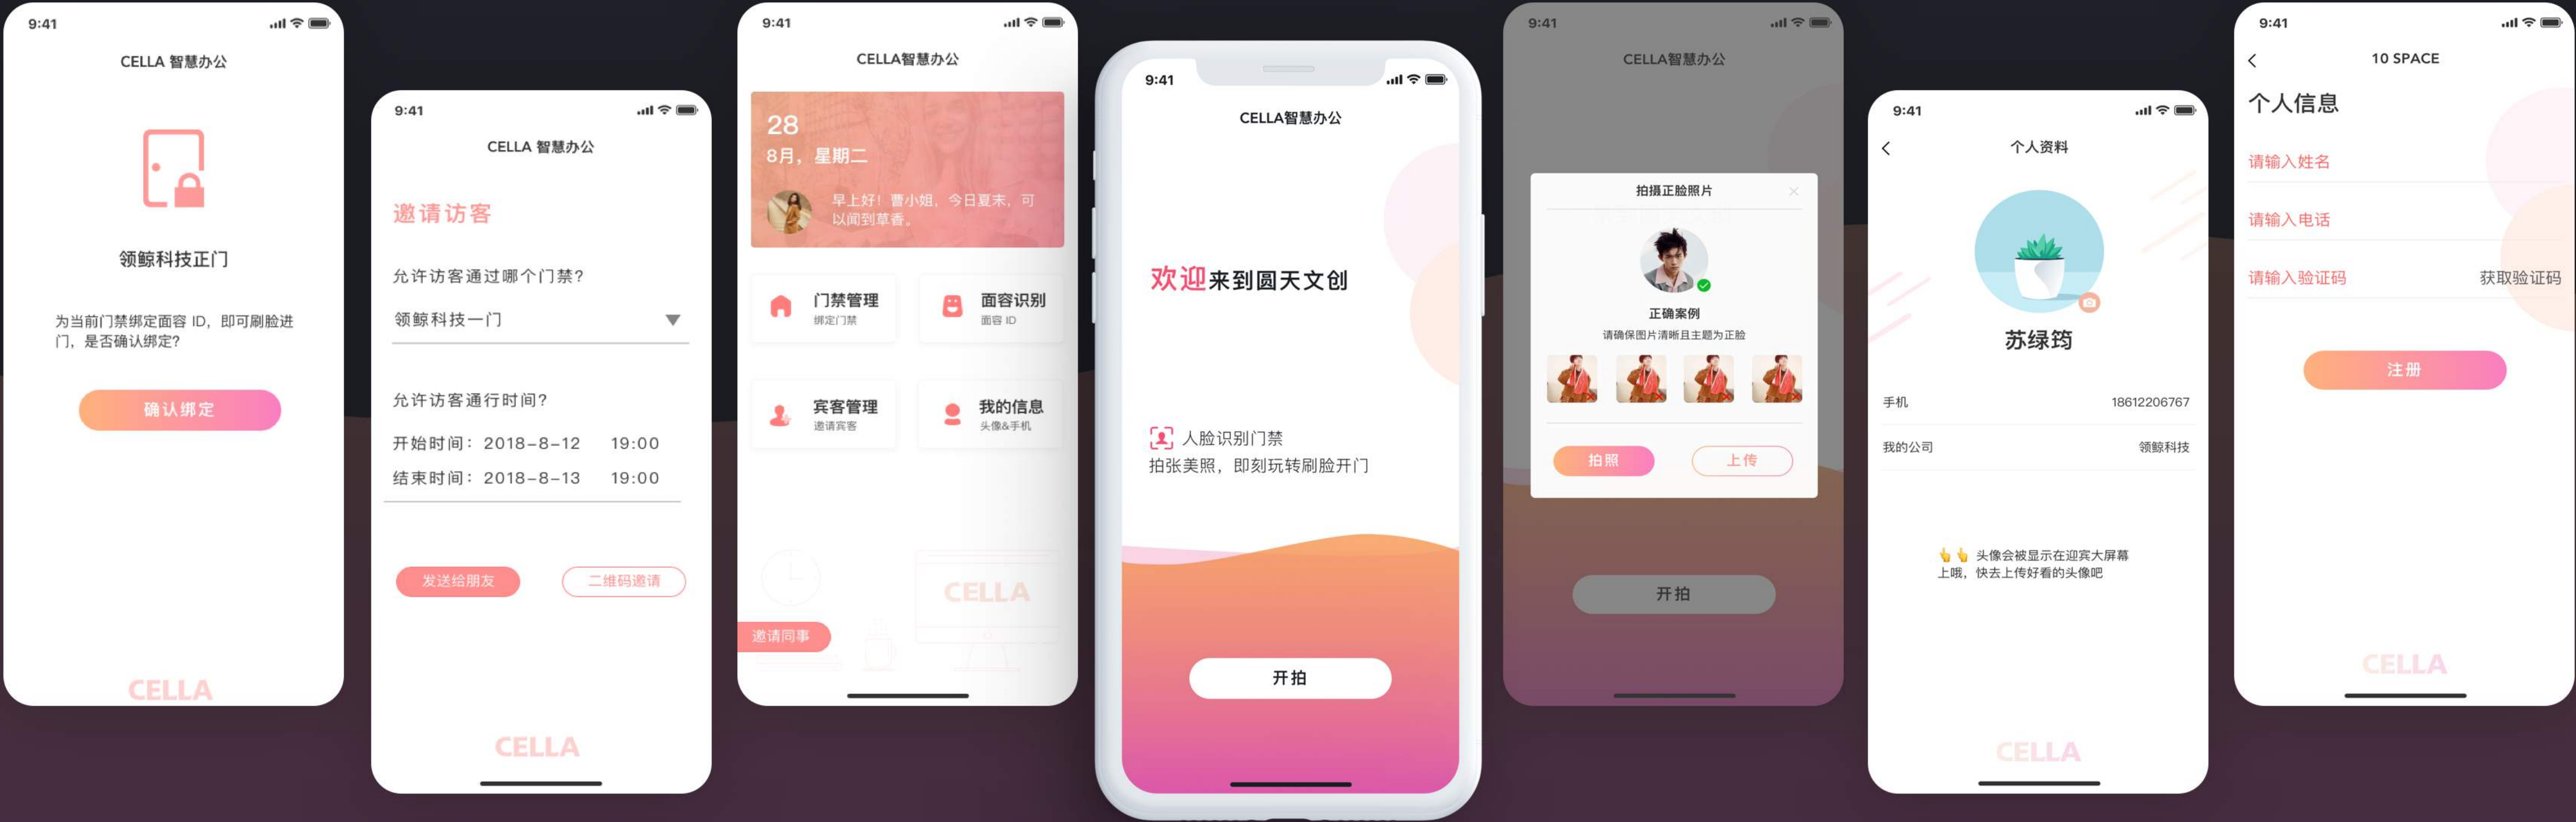 9:41
CELLA 智慧办公
领鲸科技正门
为当前门禁绑定面容 ID，即可刷脸进
门，是否确认绑定?
确认绑定
CELLA
9:41
CELLA 智慧办公
邀请访客
允许访客通过哪个门禁?
领鲸科技一门
允许访客通行时间?
开始时间：2018-8-12 19:00
结束时间：2018-8-13 19:00
发送给朋友
二维码邀请
CELLA
9:41
CELLA智慧办公
28
8月，星期二
早上好！曹小姐，今日夏末，可
以闻到草香。
门禁管理
绑定门禁
面容识别
面容 ID
宾客管理
邀请宾客
我的信息
头像&手机
CELLA
邀请同事
9:41
CELLA智慧办公
欢迎来到圆天文创
人脸识别门禁
拍张美照，即刻玩转刷脸开门
开拍
9:41
CELLA智慧办公
拍摄正脸照片
正确案例
请确保图片清晰且主题为正脸
拍照
上传
开拍
9:41
个人资料
苏绿筠
手机 18612206767
我的公司 领鲸科技
👆👆 头像会被显示在迎宾大屏幕
上哦，快去上传好看的头像吧
CELLA
9:41
10 SPACE
个人信息
请输入姓名
请输入电话
请输入验证码 获取验证码
注册
CELLA